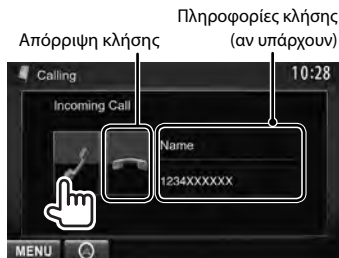 Πληροφορίες κλήσης
Απόρριψη κλήσης (αν υπάρχουν)
Calling 10:28
Incoming Call
Name
1234XXXXXX
MENU